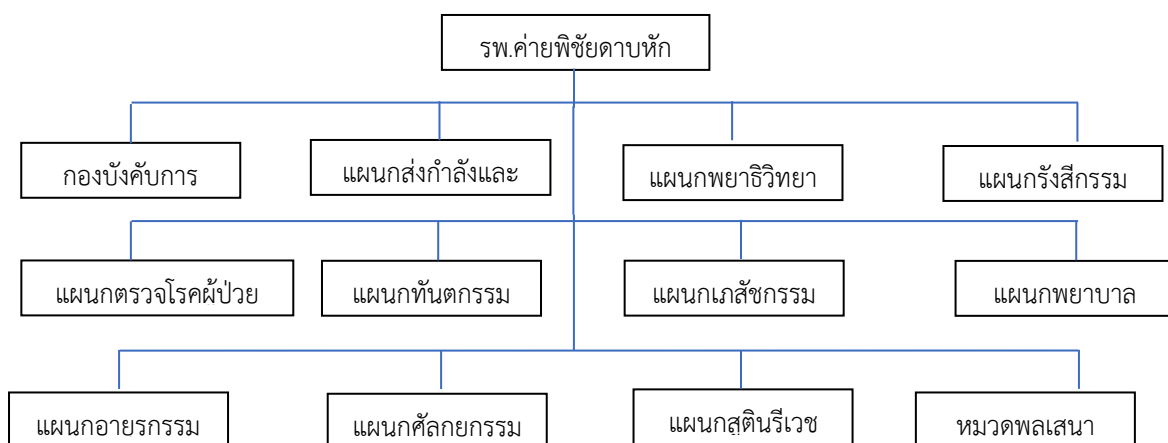 รพ.ค่ายพิชัยดาบหัก
กองบังคับการ
แผนกส่งกำลังและ
แผนกพยาธิวิทยา
แผนกรังสีกรรม
แผนกตรวจโรคผู้ป่วย
แผนกทันตกรรม
แผนกเภสัชกรรม
แผนกพยาบาล
แผนกอายุรกรรม
แผนกศัลยกรรม
แผนกสูตินรีเวช
หมวดพลเสนา